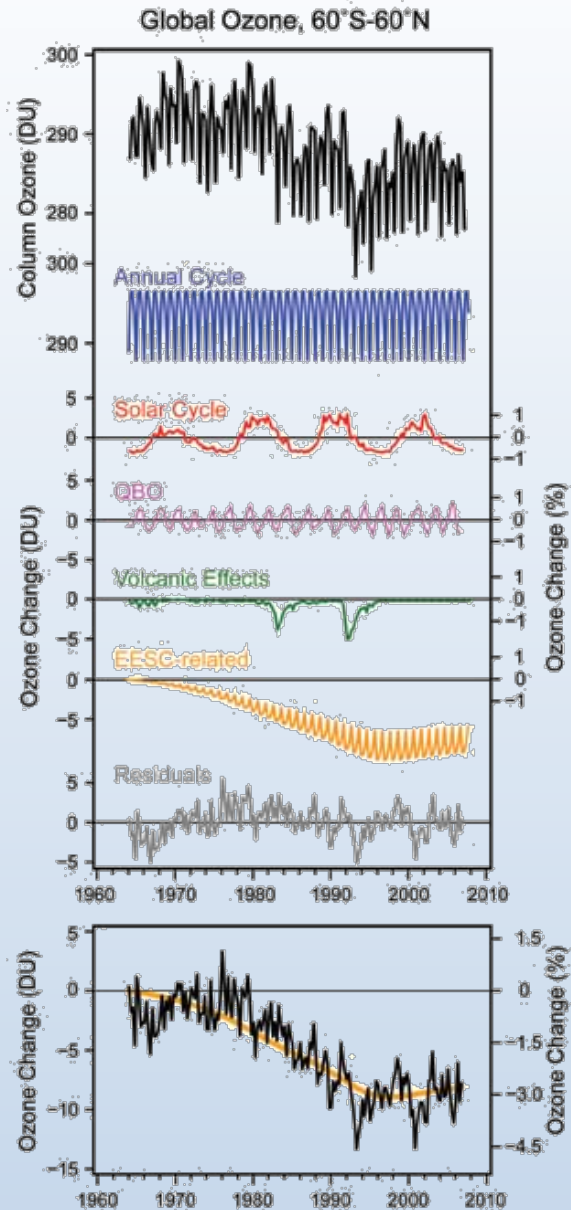 Global Ozone, 60°S-60°N
Column Ozone (DU)
300
290
280
300
290
Annual Cycle
Solar Cycle
5
0
1
0
−1
QBO
5
0
−5
1
0
−1
Volcanic Effects
0
−5
1
0
−1
EESC-related
0
−5
1
0
−1
Residuals
5
0
−5
Ozone Change (DU)
Ozone Change (%)
1960 1970 1980 1990 2000 2010
Ozone Change (DU)
5
0
−5
−10
−15
1.5
0
−1.5
−3.0
−4.5
Ozone Change (%)
1960 1970 1980 1990 2000 2010